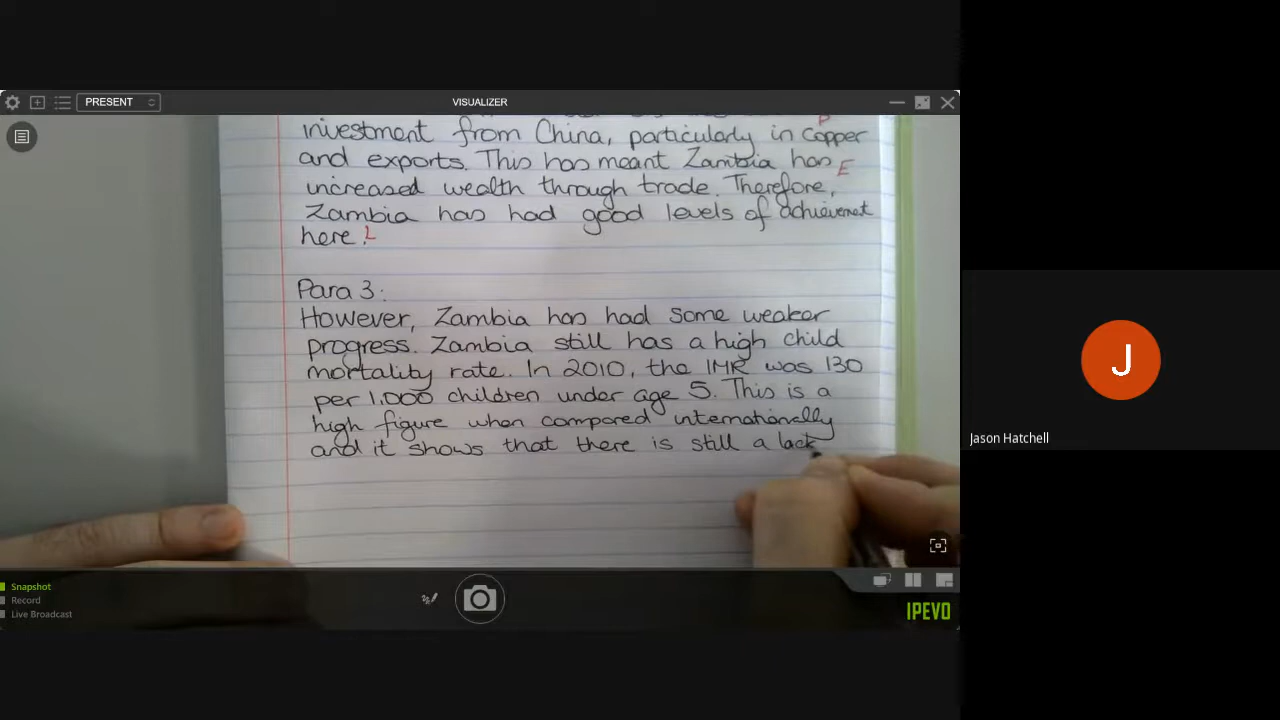 PRESENT
VISUALIZER
P
investment from China, particularly in Copper
and exports. This has meant Zambia has E
increased wealth through trade. Therefore,
Zambia has had good levels of achievemet
here. L
Para 3:
However, Zambia has had some weaker
progress. Zambia still has a high child
mortality rate. In 2010, the IMR was 130
per 1,000 children under age 5. This is a
high figure when compared internationally
and it shows that there is still a lack
Snapshot
Record
Live Broadcast
IPEVO
J
Jason Hatchell